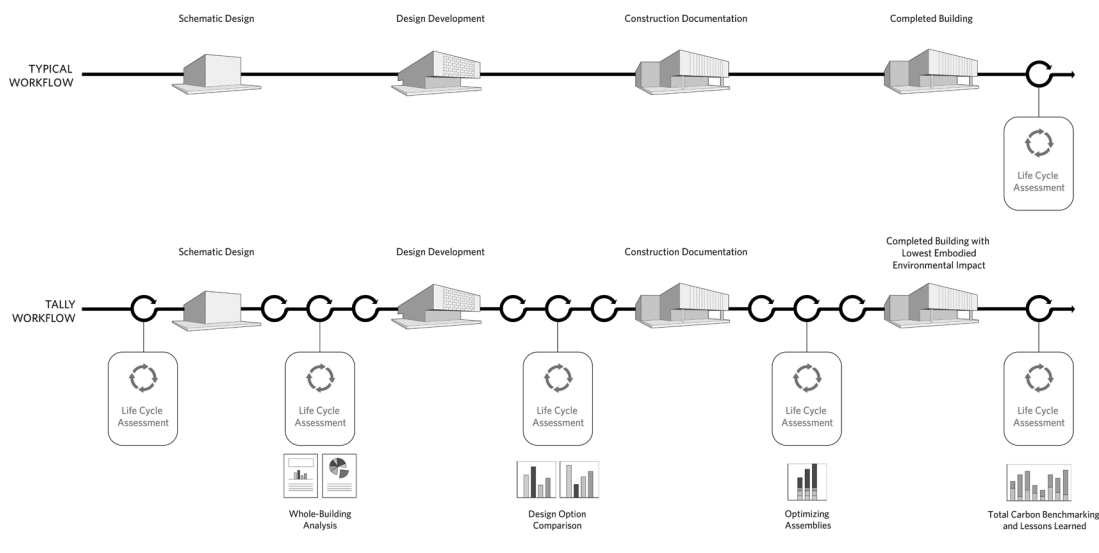 Schematic Design
Design Development
Construction Documentation
Completed Building
TYPICAL
WORKFLOW
Life Cycle
Assessment
Schematic Design
Design Development
Construction Documentation
Completed Building with
Lowest Embodied
Environmental Impact
TALLY
WORKFLOW
Life Cycle
Assessment
Life Cycle
Assessment
Life Cycle
Assessment
Life Cycle
Assessment
Life Cycle
Assessment
Whole-Building
Analysis
Design Option
Comparison
Optimizing
Assemblies
Total Carbon Benchmarking
and Lessons Learned